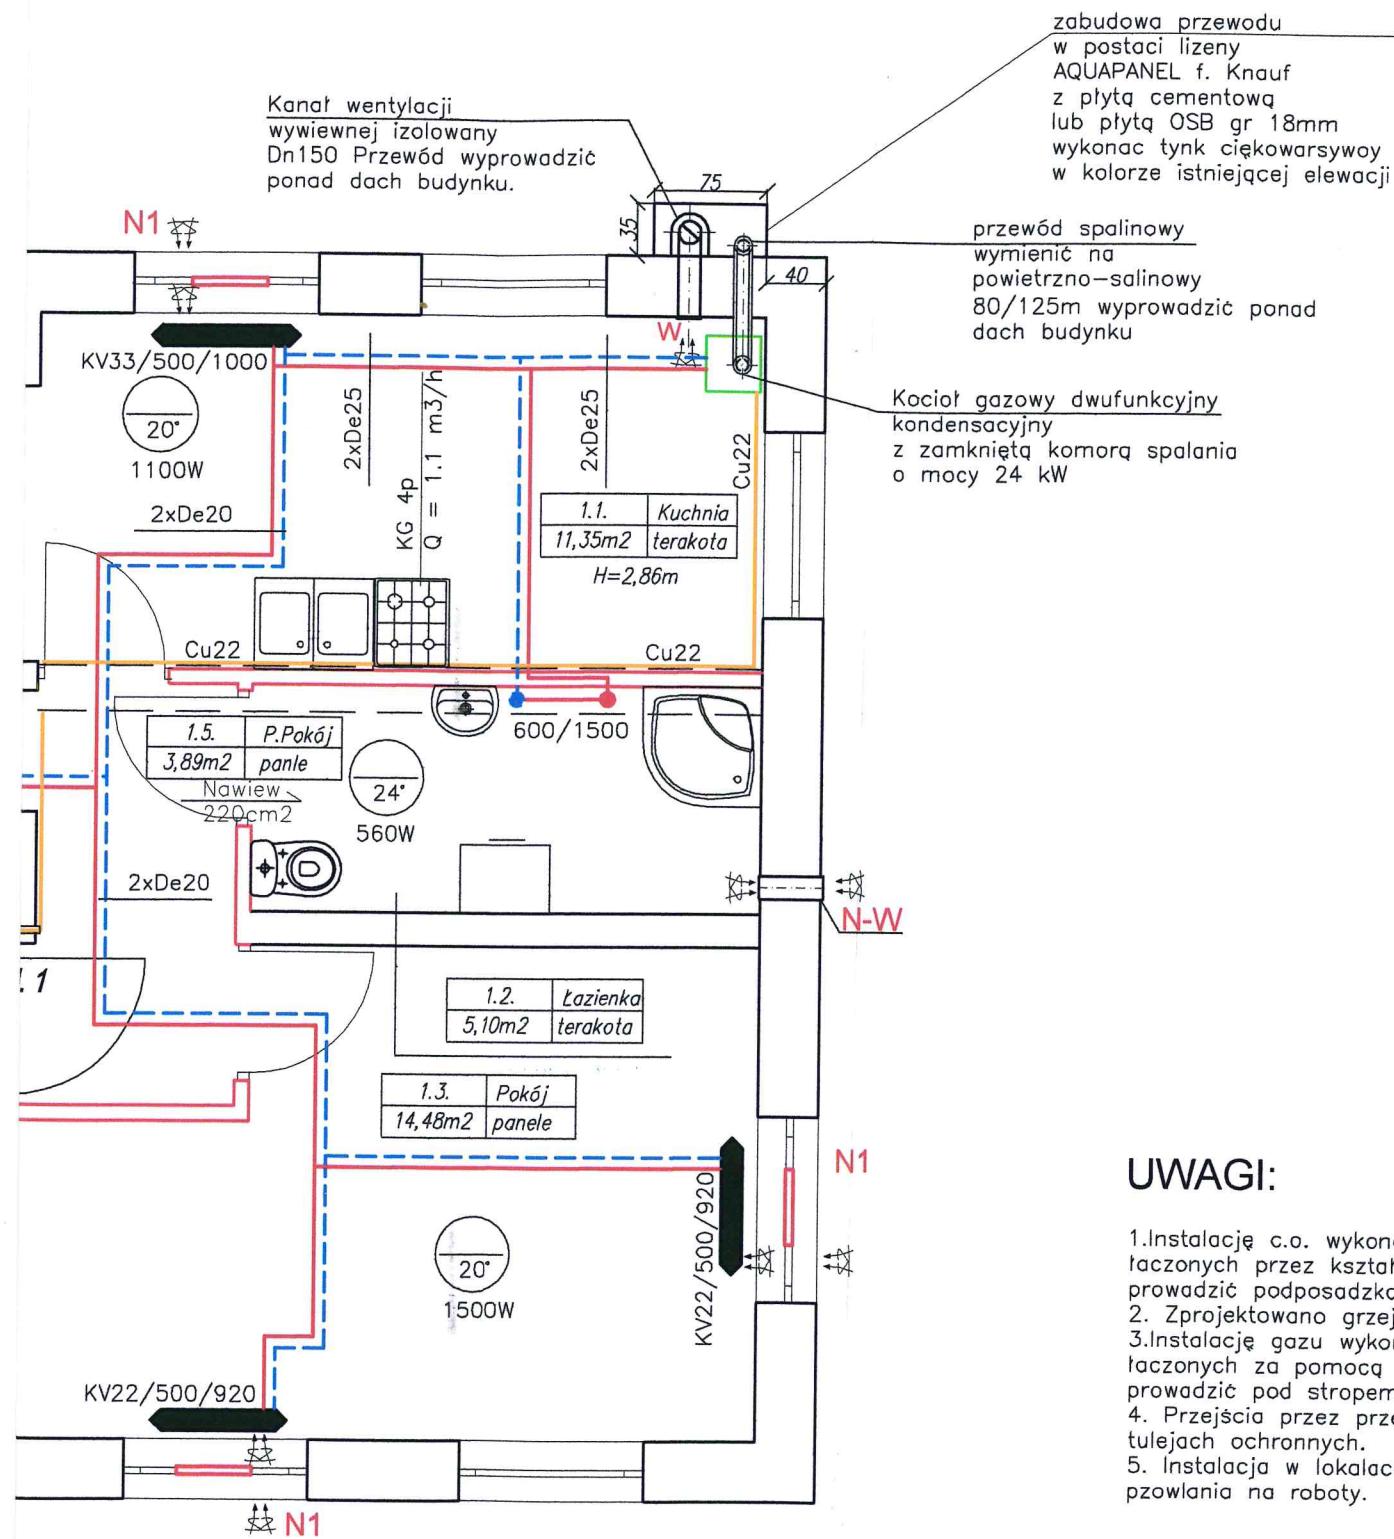 zabudowa przewodu
w postaci lizeny
AQUAPANEL f. Knauf
z płytą cementową
lub płytą OSB gr 18mm
wykonac tynk ciękowarsywoy
w kolorze istniejącej elewacji
Kanał wentylacji
wywiewnej izolowany
Dn150 Przewód wyprowadzić
ponad dach budynku.
75
35
40
przewód spalinowy
wymienić na
powietrzno-salinowy
80/125m wyprowadzić ponad
dach budynku
Kocioł gazowy dwufunkcyjny
kondensacyjny
z zamkniętą komorą spalania
o mocy 24 kW
N1
W
KV33/500/1000
20°
1100W
2xDe20
2xDe25
KG 4p
Q = 1.1 m3/h
2xDe25
Cu22
1.1. Kuchnia
11,35m2 terakota
H=2,86m
Cu22
Cu22
600/1500
1.5. P.Pokój
3,89m2 panle
Nawiew
220cm2
24°
560W
2xDe20
N-W
1
1.2. Łazienka
5,10m2 terakota
1.3. Pokój
14,48m2 panele
KV22/500/920
N1
20°
1500W
KV22/500/920
N1
UWAGI:
1.Instalację c.o. wykona
łaczonych przez kształ
prowadzić podposadzko
2. Zprojektowano grzej
3.Instalację gazu wykon
łaczonych za pomocą
prowadzić pod stropem
4. Przejścia przez prze
tulejach ochronnych.
5. Instalacja w lokalac
pzowlania na roboty.